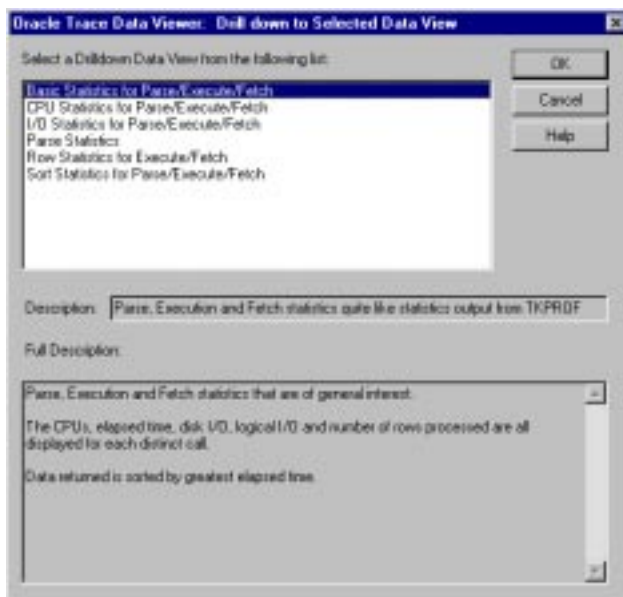 Oracle Trace Data Viewer: Drill down to Selected Data View
Select a Drilldown Data View from the following list:
OK
Basic Statistics for Parse/Execute/Fetch
CPU Statistics for Parse/Execute/Fetch
Cancel
I/O Statistics for Parse/Execute/Fetch
Parse Statistics
Help
Row Statistics for Execute/Fetch
Sort Statistics for Parse/Execute/Fetch
Description: Parse, Execution and Fetch statistics quite like statistics output from TKPROF
Full Description:
Parse, Execution and Fetch statistics that are of general interest.
The CPUs, elapsed time, disk I/O, logical I/O and number of rows processed are all
displayed for each distinct call.
Data returned is sorted by greatest elapsed time.